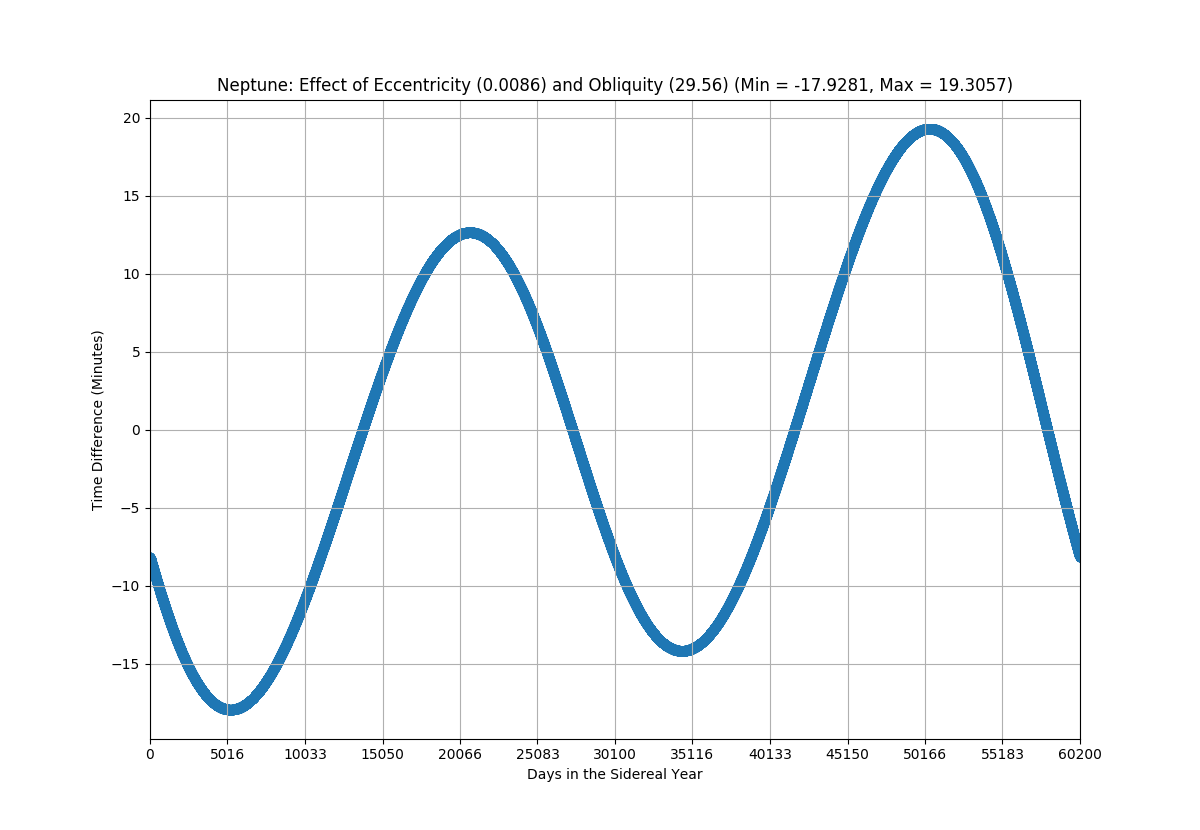 Neptune: Effect of Eccentricity (0.0086) and Obliquity (29.56) (Min = -17.9281, Max = 19.3057)
20
15
10
5
0
−5
−10
−15
Time Difference (Minutes)
0 5016 10033 15050 20066 25083 30100 35116 40133 45150 50166 55183 60200
Days in the Sidereal Year